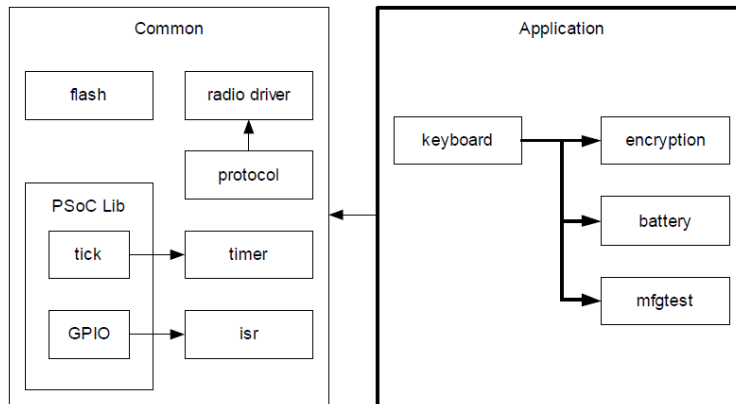 Common
flash
radio driver
protocol
PSoC Lib
tick
timer
GPIO
isr
Application
keyboard
encryption
battery
mfgtest